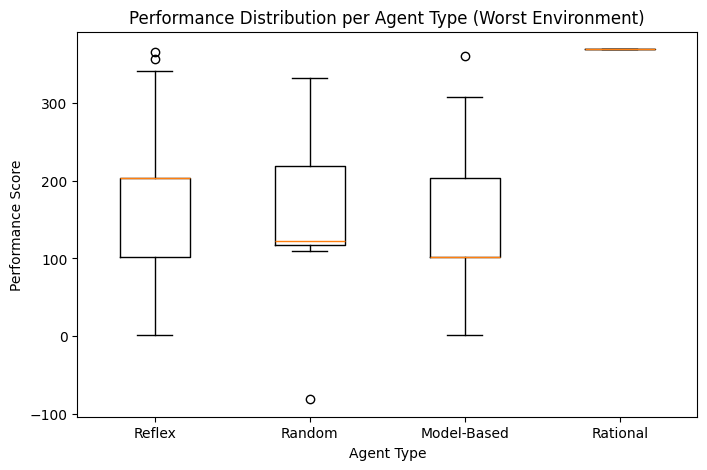 Performance Distribution per Agent Type (Worst Environment)
Performance Score
300
200
100
0
−100
Reflex Random Model-Based Rational
Agent Type